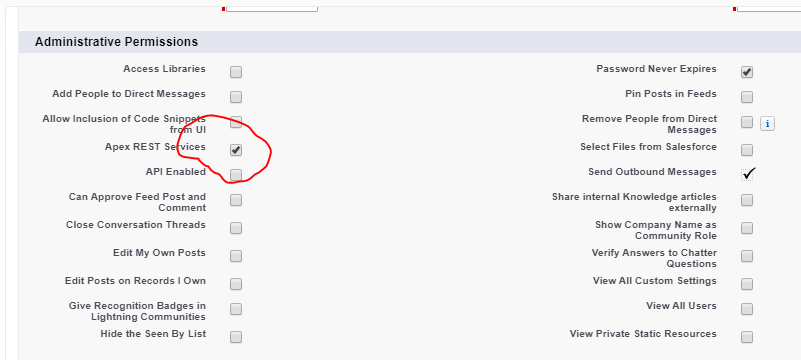 Administrative Permissions
Access Libraries
Password Never Expires
Add People to Direct Messages
Pin Posts in Feeds
Allow Inclusion of Code Snippets
from UI
Remove People from Direct
Messages
i
Apex REST Services
Select Files from Salesforce
API Enabled
Send Outbound Messages
Can Approve Feed Post and
Comment
Share internal Knowledge articles
externally
Close Conversation Threads
Show Company Name as
Community Role
Edit My Own Posts
Verify Answers to Chatter
Questions
Edit Posts on Records I Own
View All Custom Settings
Give Recognition Badges in
Lightning Communities
View All Users
Hide the Seen By List
View Private Static Resources